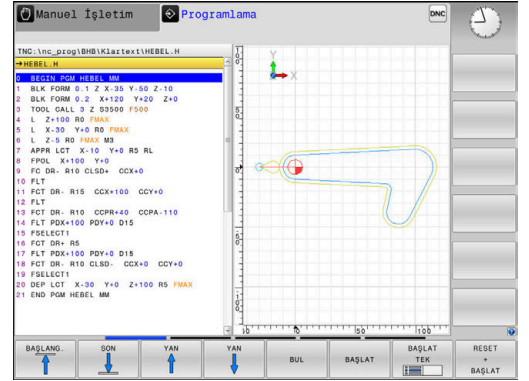 Manuel İşletim
Programlama
DNC
TNC:\nc_prog\BHB\Klartext\HEBEL.H
→HEBEL.H
0 BEGIN PGM HEBEL MM
1 BLK FORM 0.1 Z X-35 Y-50 Z-10
2 BLK FORM 0.2 X+120 Y+20 Z+0
3 TOOL CALL 3 Z S3500 F500
4 L Z+100 R0 FMAX
5 L X-30 Y+0 R0 FMAX
6 L Z-5 R0 FMAX M3
7 APPR LCT X-10 Y+0 R5 RL
8 FPOL X+100 Y+0
9 FC DR- R10 CLSD+ CCX+0
10 FLT
11 FCT DR- R15 CCX+100 CCY+0
12 FLT
13 FCT DR- R10 CCPR+40 CCPA-110
14 FLT PDX+100 PDY+0 D15
15 FSELECT1
16 FCT DR+ R5
17 FLT PDX+100 PDY+0 D15
18 FCT DR- R10 CLSD- CCX+0 CCY+0
19 FSELECT1
20 DEP LCT X-30 Y+0 Z+100 R5 FMAX
21 END PGM HEBEL MM
Y
X
50
0
0
50
100
BAŞLANG.
SON
YAN
YAN
BUL
BAŞLAT
BAŞLAT
TEK
RESET
+
BAŞLAT